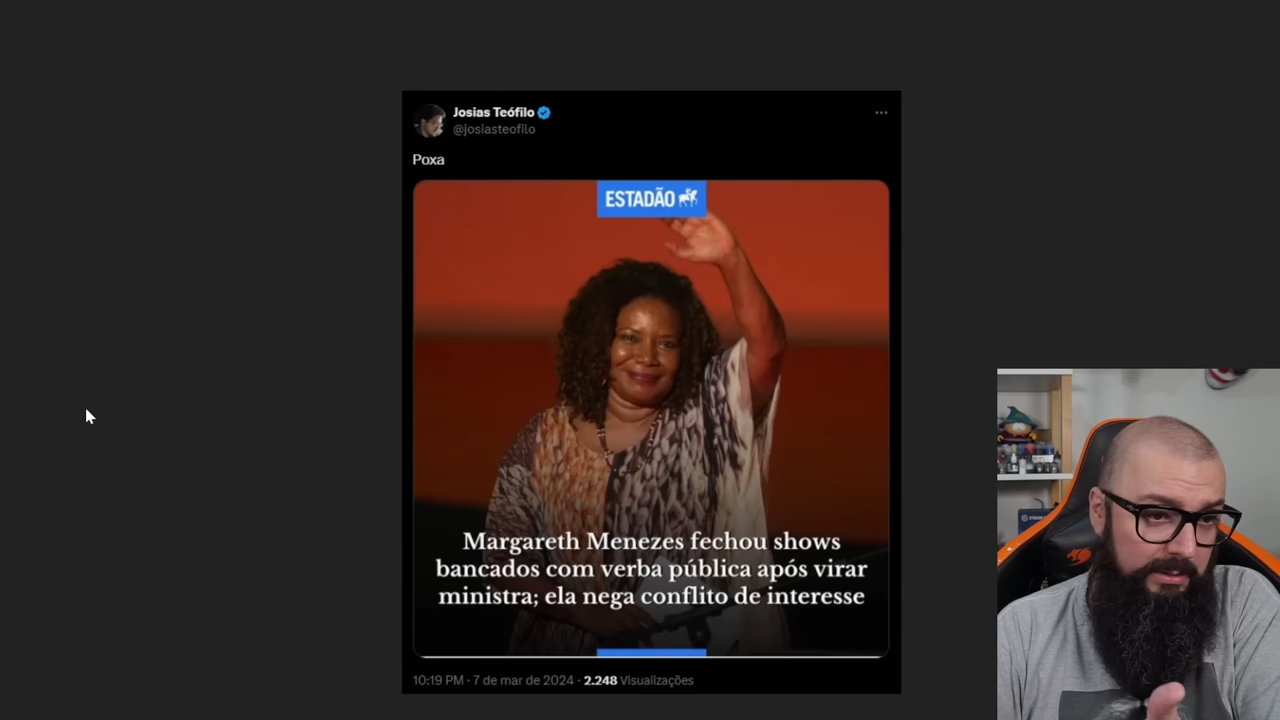 Josias Teófilo
@josiasteofilo
Poxa
ESTADÃO
Margareth Menezes fechou shows
bancados com verba pública após virar
ministra; ela nega conflito de interesse
10:19 PM · 7 de mar de 2024 · 2.248 Visualizações